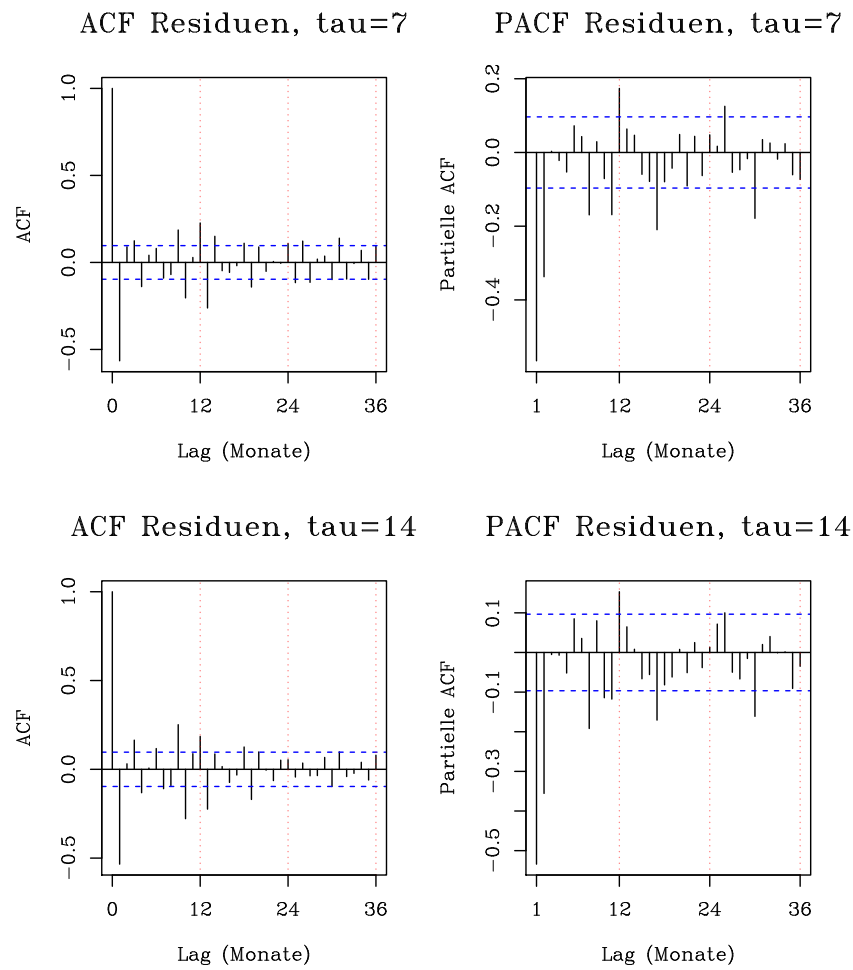 ACF Residuen, tau=7
ACF
1.0
0.5
0.0
−0.5
0
12
24
36
Lag (Monate)
PACF Residuen, tau=7
Partielle ACF
0.2
0.0
−0.2
−0.4
1
12
24
36
Lag (Monate)
ACF Residuen, tau=14
ACF
1.0
0.5
0.0
−0.5
0
12
24
36
Lag (Monate)
PACF Residuen, tau=14
Partielle ACF
0.1
−0.1
−0.3
−0.5
1
12
24
36
Lag (Monate)